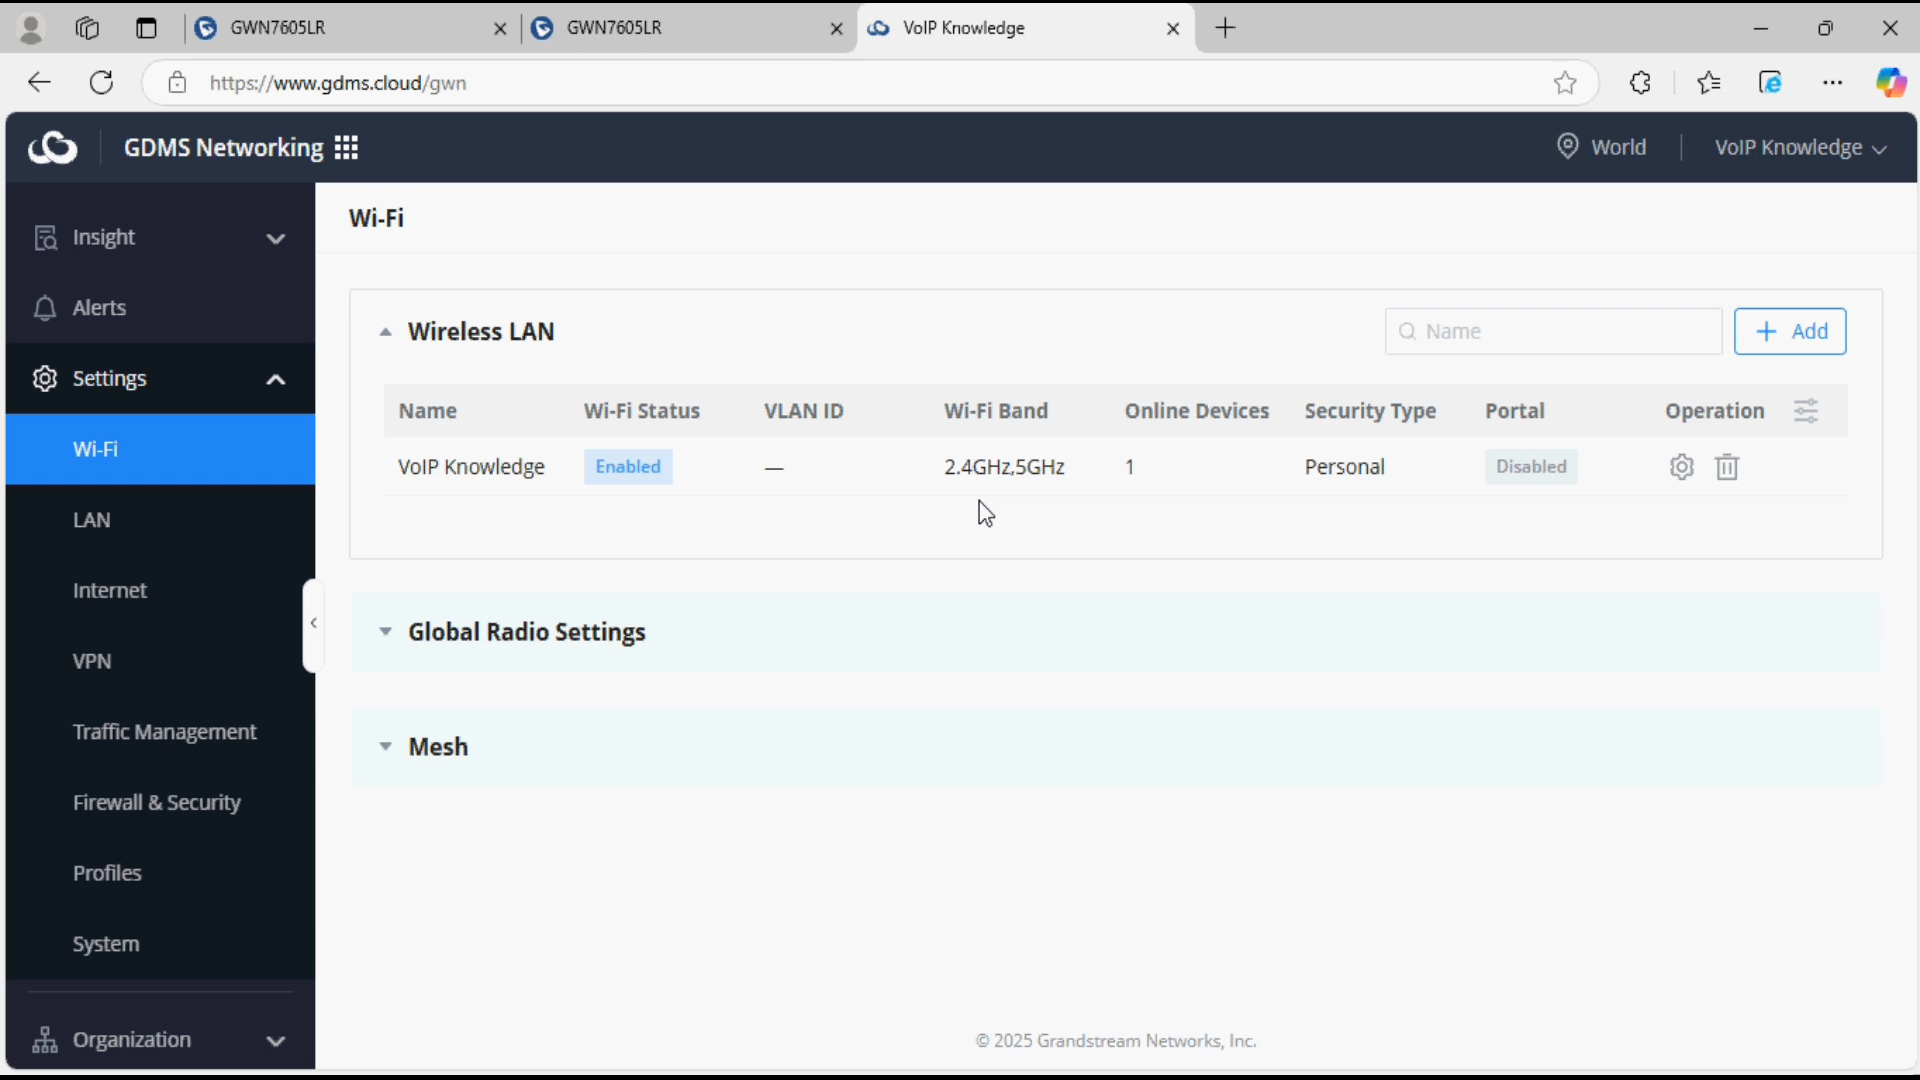 GWN7605LR
GWN7605LR
VoIP Knowledge
https://www.gdms.cloud/gwn
GDMS Networking
World
VoIP Knowledge
Insight
Alerts
Settings
Wi-Fi
LAN
Internet
VPN
Traffic Management
Firewall & Security
Profiles
System
Organization
Wi-Fi
Wireless LAN
Name
+ Add
Name Wi-Fi Status VLAN ID Wi-Fi Band Online Devices Security Type Portal Operation
VoIP Knowledge Enabled — 2.4GHz,5GHz 1 Personal Disabled
Global Radio Settings
Mesh
© 2025 Grandstream Networks, Inc.